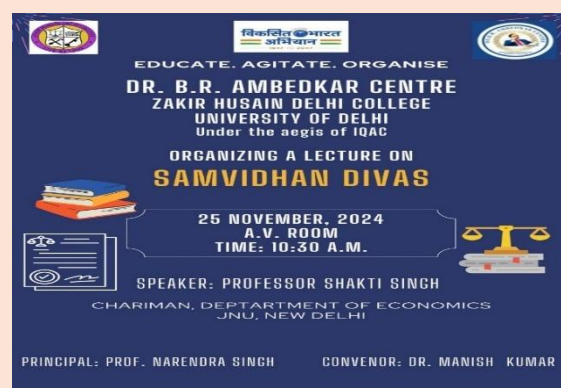 विकसित भारत
अभियान
EDUCATE. AGITATE. ORGANISE
DR. B.R. AMBEDKAR CENTRE
ZAKIR HUSAIN DELHI COLLEGE
UNIVERSITY OF DELHI
Under the aegis of IQAC
ORGANIZING A LECTURE ON
SAMVIDHAN DIVAS
25 NOVEMBER, 2024
A.V. ROOM
TIME: 10:30 A.M.
SPEAKER: PROFESSOR SHAKTI SINGH
CHARIMAN, DEPTARTMENT OF ECONOMICS
JNU, NEW DELHI
PRINCIPAL: PROF. NARENDRA SINGH CONVENOR: DR. MANISH KUMAR